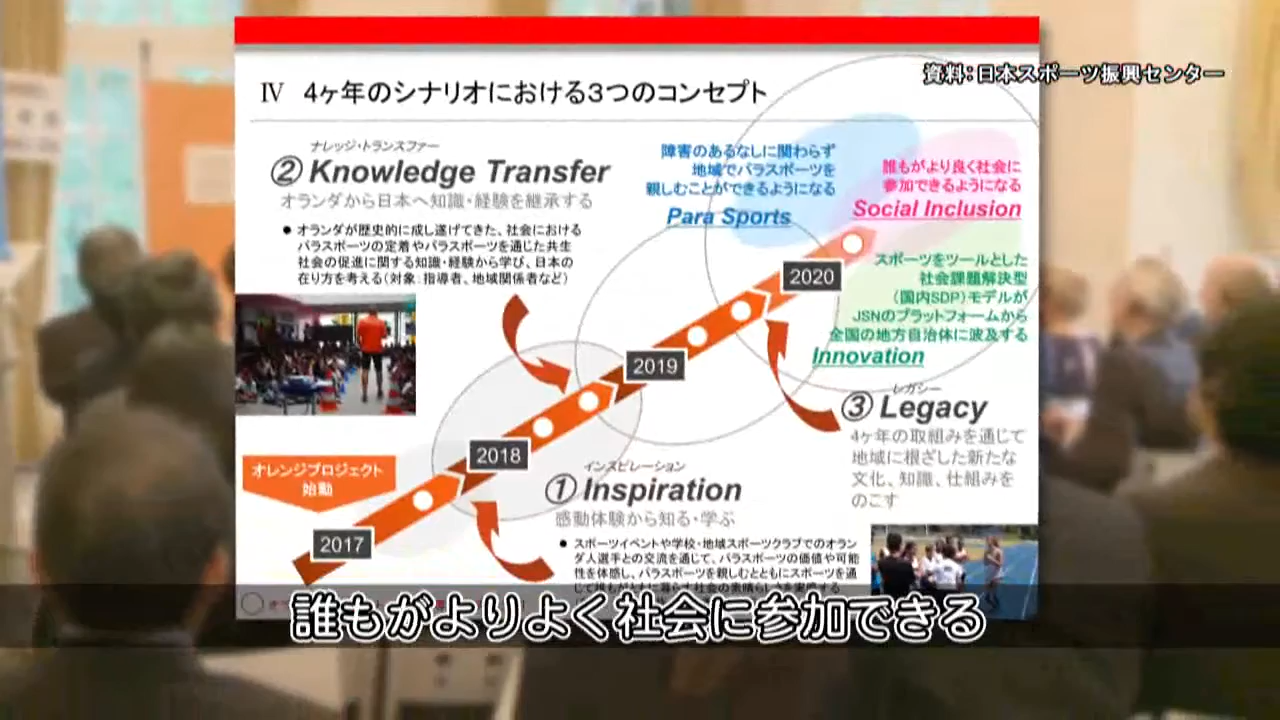 資料:日本スポーツ振興センター
Ⅳ 4ヶ年のシナリオにおける3つのコンセプト
ナレッジ・トランスファー
② Knowledge Transfer
オランダから日本へ知識・経験を継承する
● オランダが歴史的に成し遂げてきた、社会における
パラスポーツの定着やパラスポーツを通じた共生
社会の促進に関する知識・経験から学び、日本の
在り方を考える(対象:指導者、地域関係者など)
障害のあるなしに関わらず
地域でパラスポーツを
親しむことができるようになる
Para Sports
誰もがより良く社会に
参加できるようになる
Social Inclusion
スポーツをツールとした
社会課題解決型
(国内SDP)モデルが
JSNのプラットフォームから
全国の地方自治体に波及する
Innovation
2020
2019
2018
2017
オレンジプロジェクト
始動
レガシー
③ Legacy
4ヶ年の取組みを通じて
地域に根ざした新たな
文化、知識、仕組みを
のこす
インスピレーション
① Inspiration
感動体験から知る・学ぶ
● スポーツイベントや学校・地域スポーツクラブでのオラン
ダ人選手との交流を通じて、パラスポーツの価値や可能
性を体感し、パラスポーツを親しむとともにスポーツを通
誰もがよりよく社会に参加できる